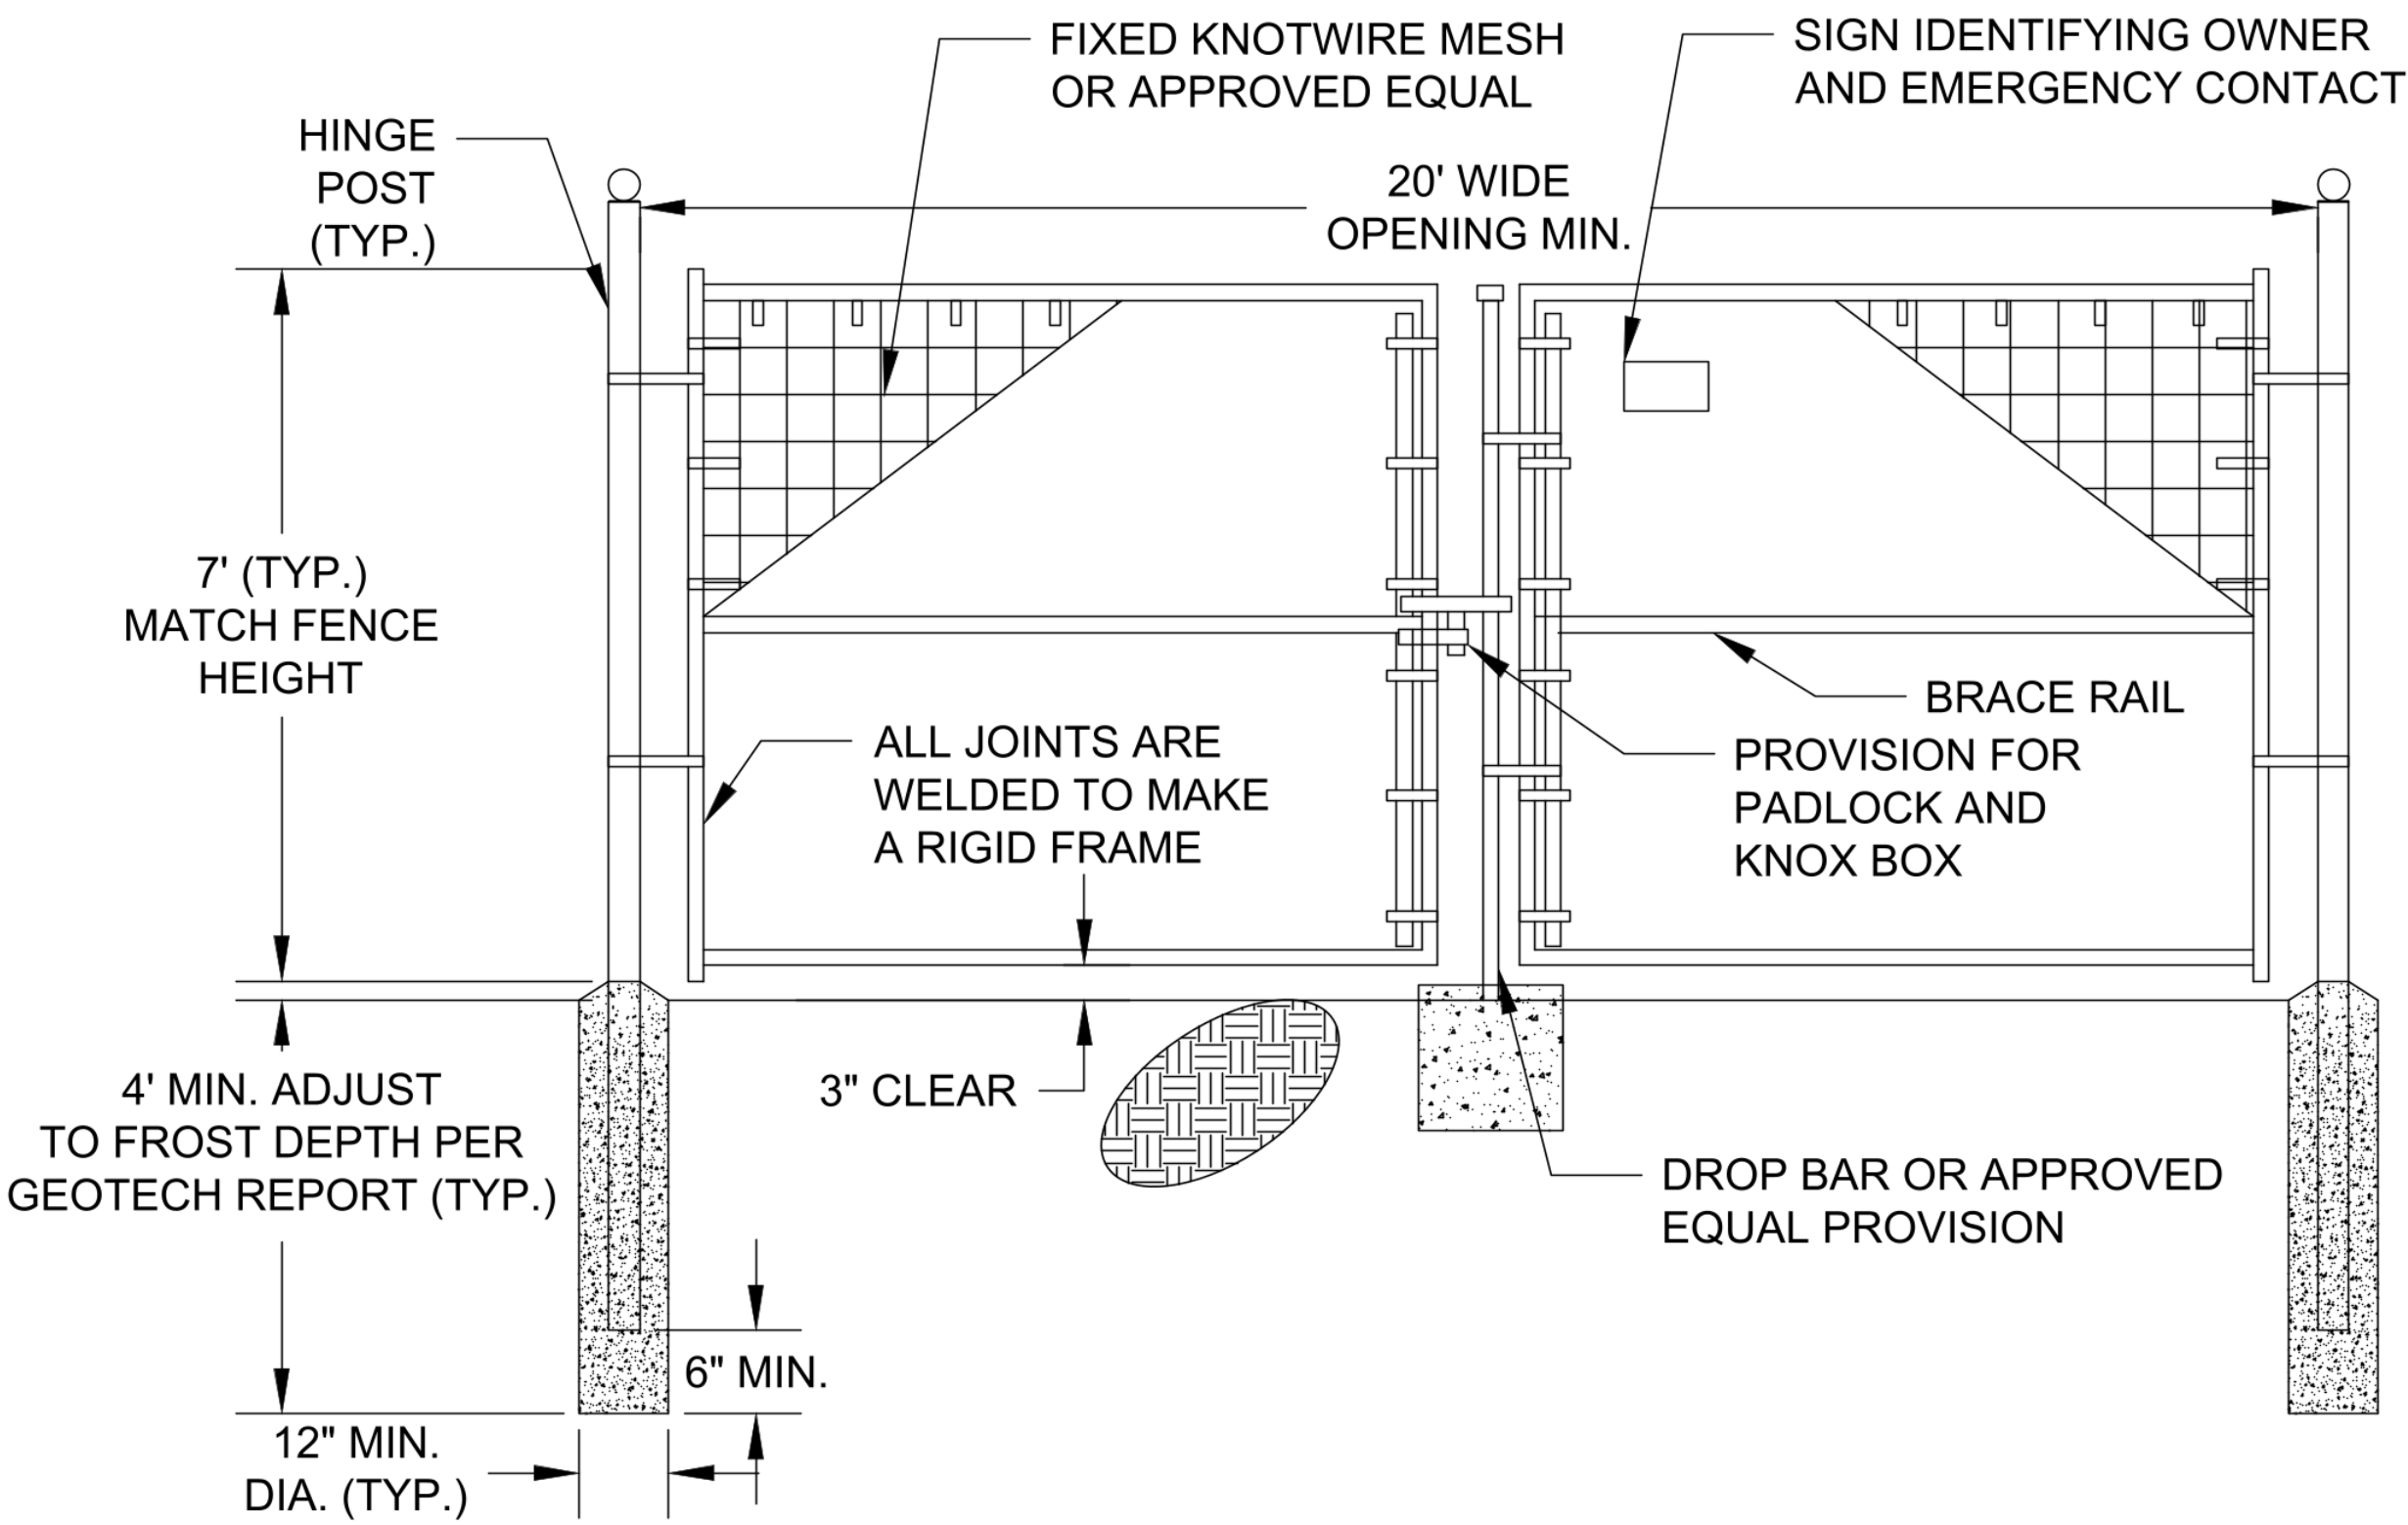 FIXED KNOTWIRE MESH
OR APPROVED EQUAL
SIGN IDENTIFYING OWNER
AND EMERGENCY CONTACT
HINGE
POST
(TYP.)
20' WIDE
OPENING MIN.
7' (TYP.)
MATCH FENCE
HEIGHT
ALL JOINTS ARE
WELDED TO MAKE
A RIGID FRAME
BRACE RAIL
PROVISION FOR
PADLOCK AND
KNOX BOX
4' MIN. ADJUST
TO FROST DEPTH PER
GEOTECH REPORT (TYP.)
3" CLEAR
DROP BAR OR APPROVED
EQUAL PROVISION
6" MIN.
12" MIN.
DIA. (TYP.)